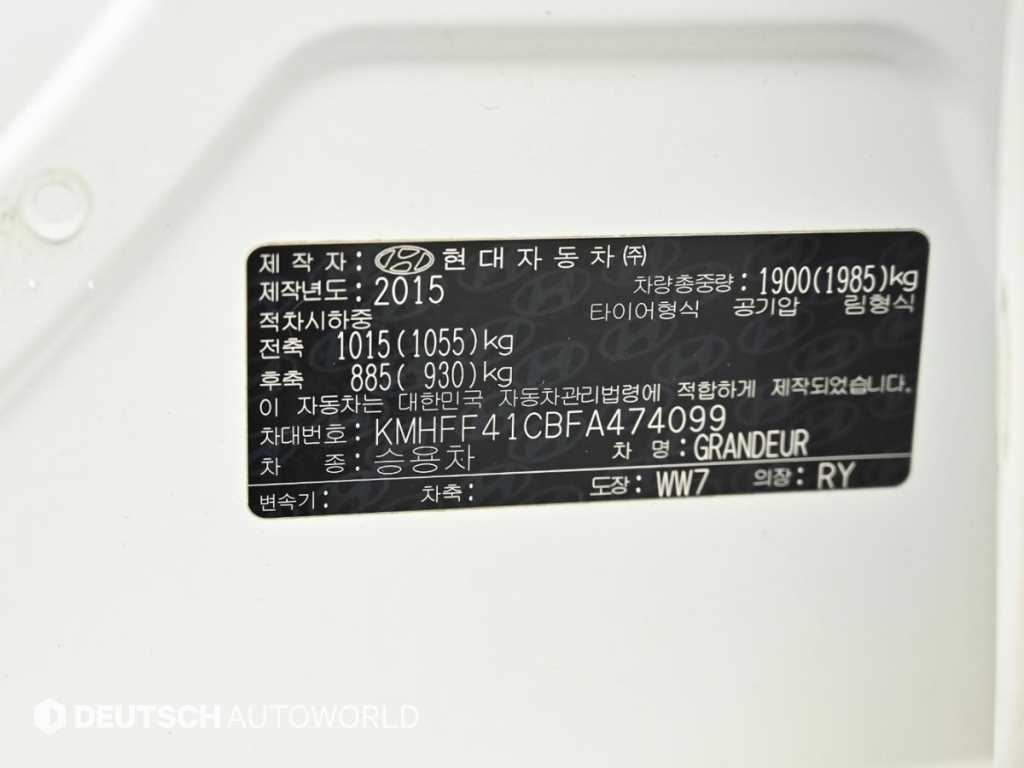 제 작 자 : 현대자동차㈜
제작년도 : 2015 차량총중량 : 1900(1985)kg
적차시하중 타이어형식 공기압 림형식
전축 1015(1055)kg
후축 885( 930)kg
이 자동차는 대한민국 자동차관리법령에 적합하게 제작되었습니다.
차대번호 : KMHFF41CBFA474099
차 종 : 승용차 차 명 : GRANDEUR
변속기 : 차축 : 도장 : WW7 의장 : RY
DEUTSCH AUTOWORLD